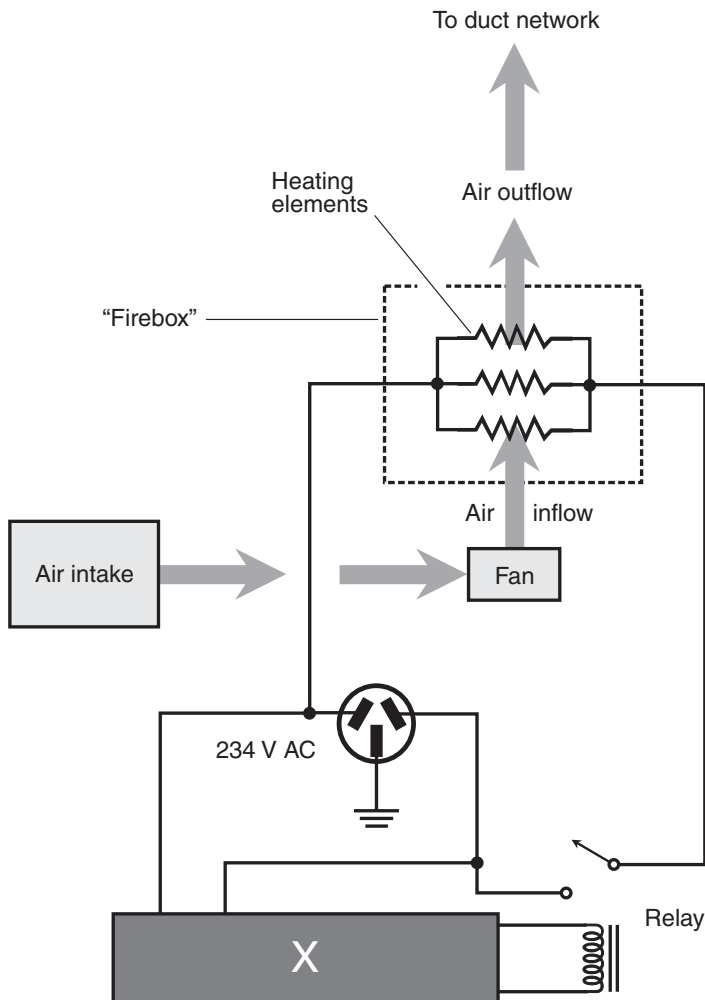 To duct network
Heating
elements
Air outflow
“Firebox”
Air inflow
Air intake
Fan
234 V AC
Relay
X